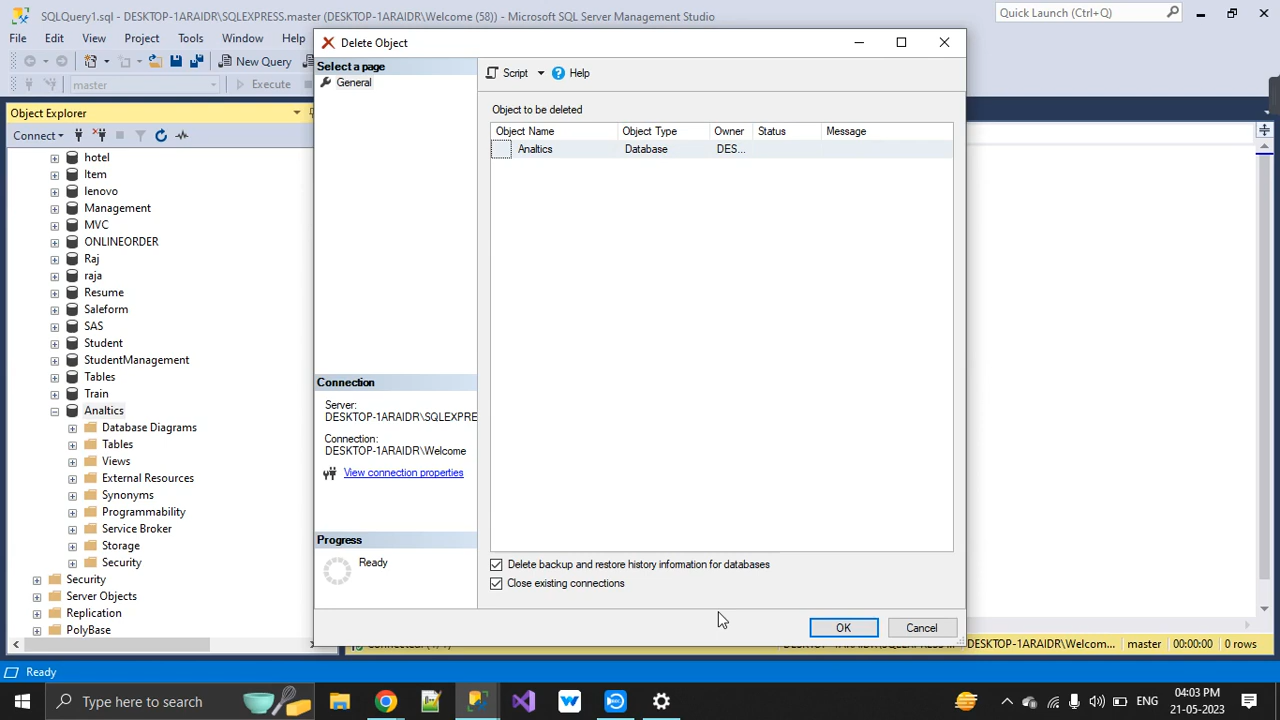 SQLQuery1.sql - DESKTOP-1ARAIDR\SQLEXPRESS.master (DESKTOP-1ARAIDR\Welcome (58)) - Microsoft SQL Server Management Studio
Quick Launch (Ctrl+Q)
File Edit View Project Tools Window Help
New Query
master
Execute
Object Explorer
Connect
hotel
Item
lenovo
Management
MVC
ONLINEORDER
Raj
raja
Resume
Saleform
SAS
Student
StudentManagement
Tables
Train
Analtics
Database Diagrams
Tables
Views
External Resources
Synonyms
Programmability
Service Broker
Storage
Security
Security
Server Objects
Replication
PolyBase
Delete Object
Select a page
General
Script
Help
Object to be deleted
Object Name Object Type Owner Status Message
Analtics Database DES...
Connection
Server:
DESKTOP-1ARAIDR\SQLEXPRE
Connection:
DESKTOP-1ARAIDR\Welcome
View connection properties
Progress
Ready
Delete backup and restore history information for databases
Close existing connections
OK
Cancel
DESKTOP-1ARAIDR\Welcom... master 00:00:00 0 rows
Ready
Type here to search
ENG
04:03 PM
21-05-2023